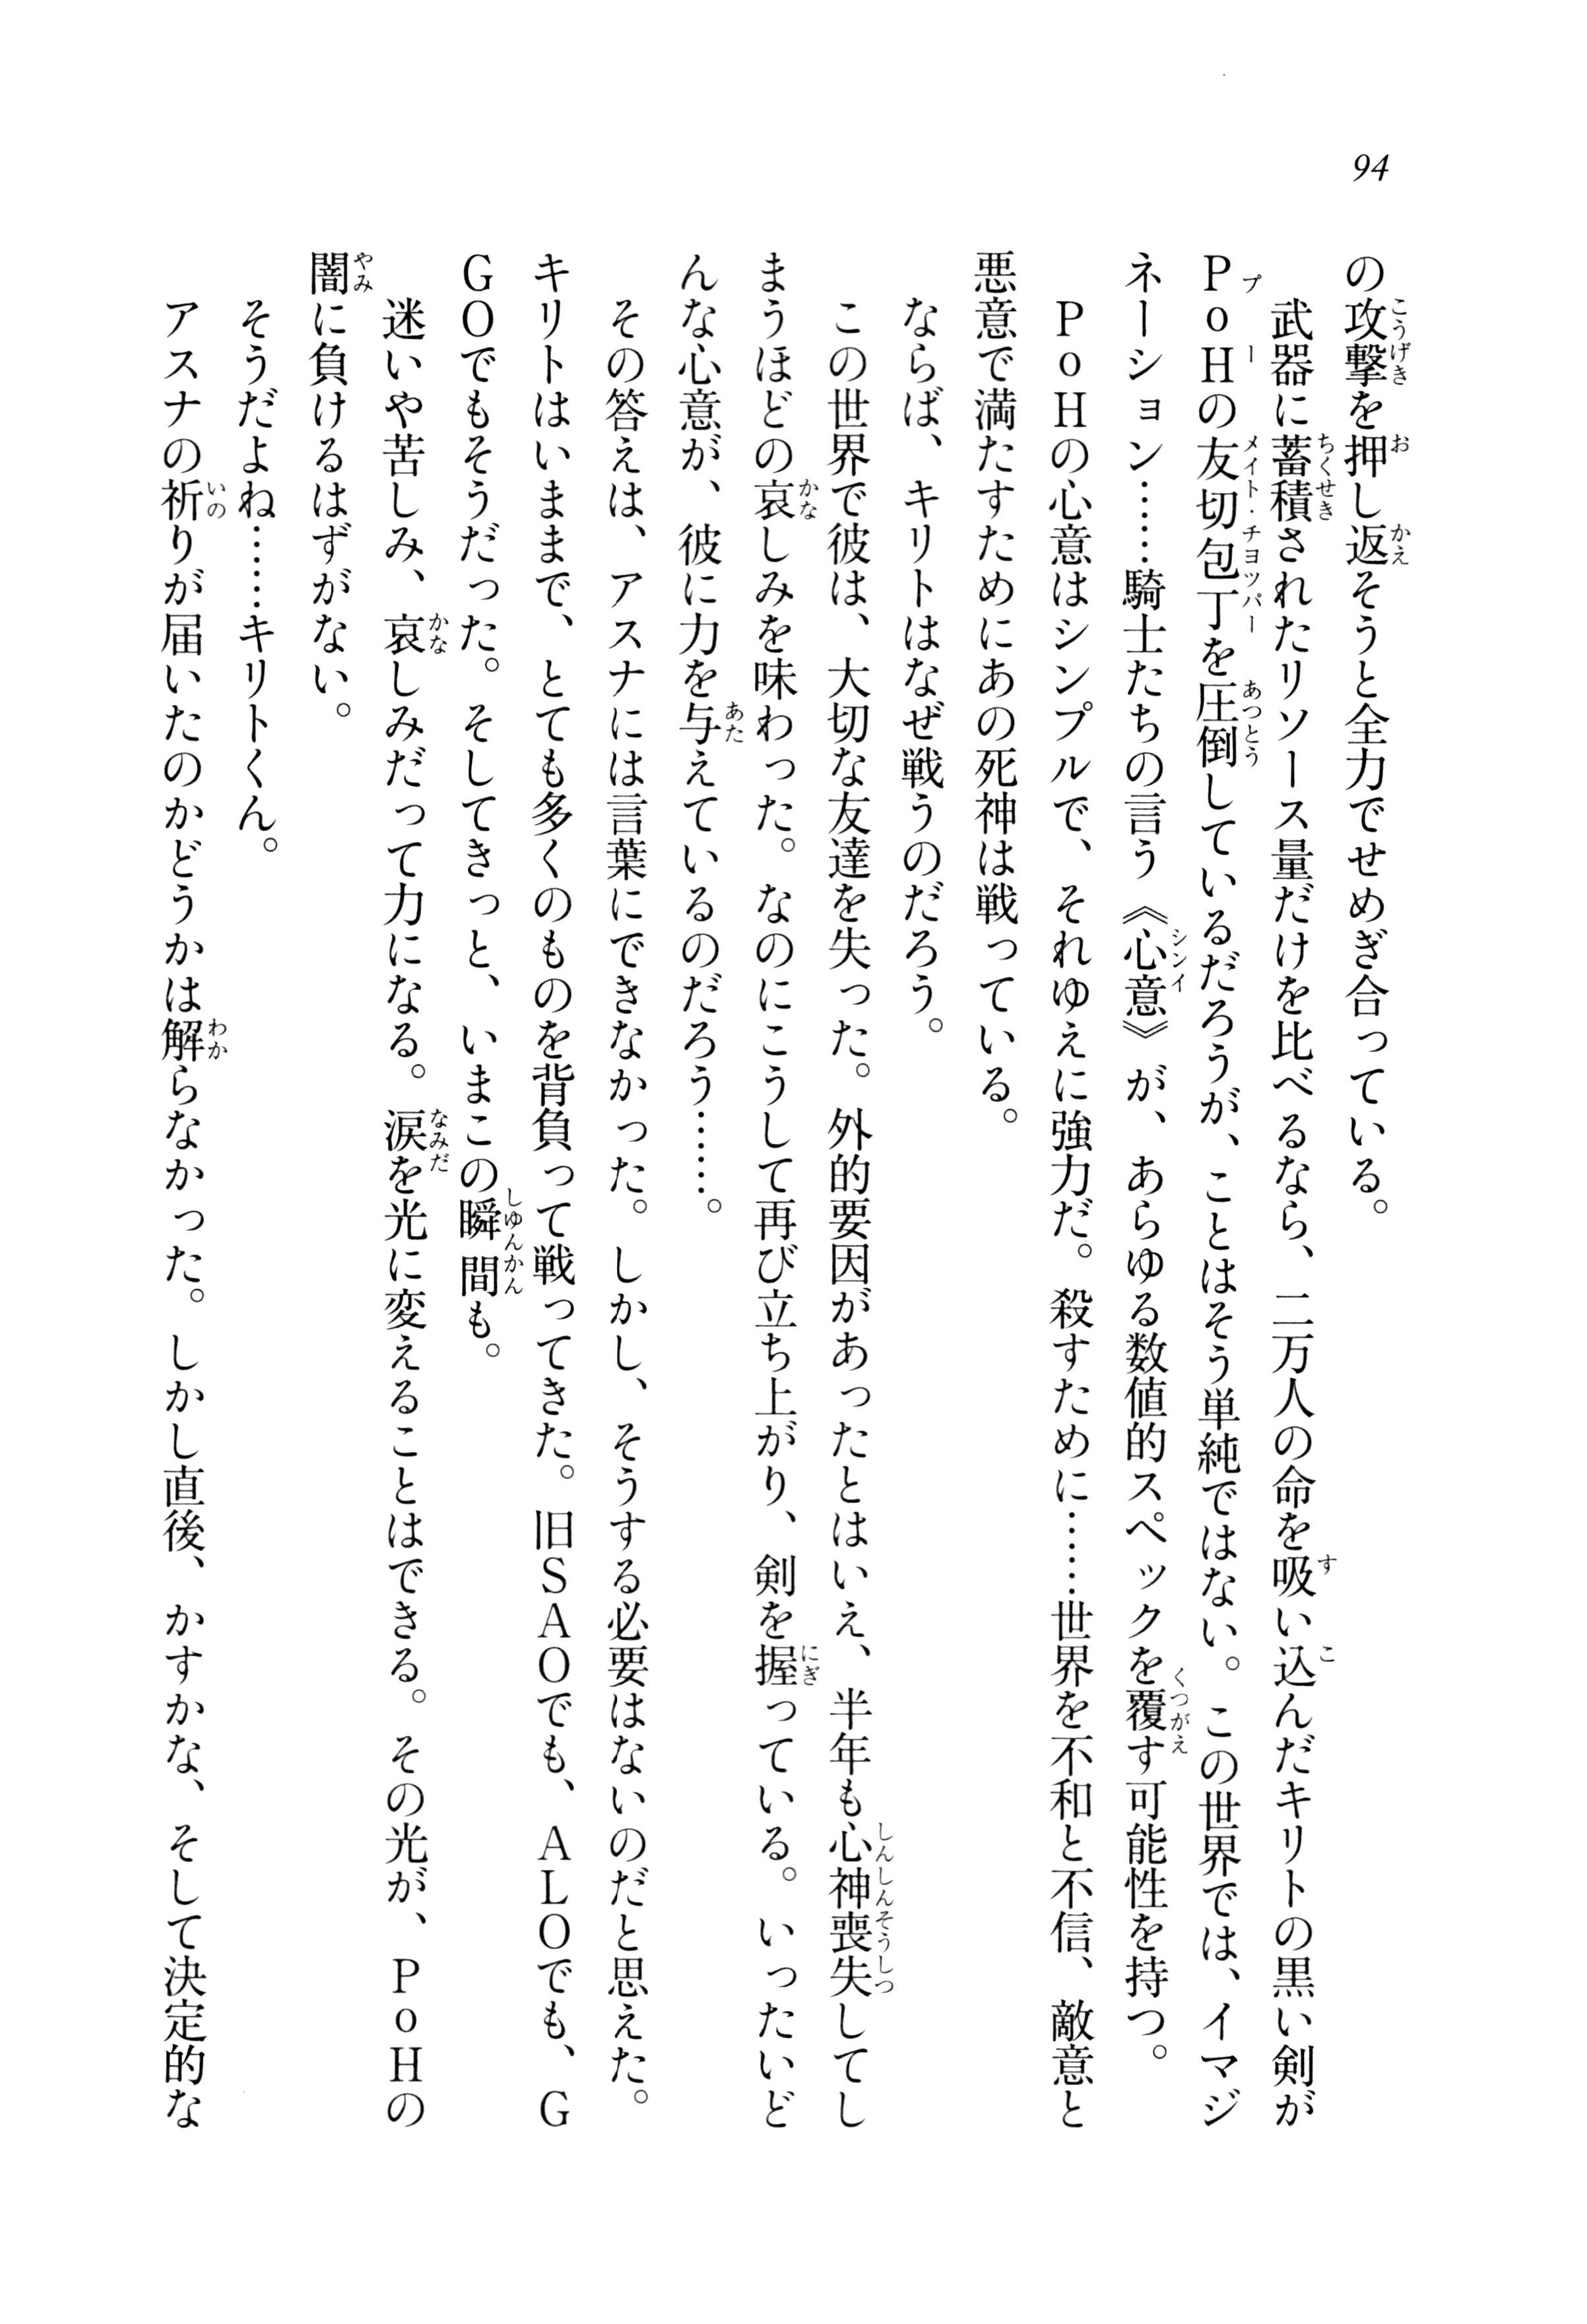 94
の攻撃を押し返そうと全力でせめぎ合っている。
武器に蓄積されたリソース量だけを比べるなら、二万人の命を吸い込んだキリトの黒い剣が
PoHの友切包丁を圧倒しているだろうが、ことはそう単純ではない。この世界では、イマジ
ネーション……騎士たちの言う《心意》が、あらゆる数値的スペックを覆す可能性を持つ。
PoHの心意はシンプルで、それゆえに強力だ。殺すために……世界を不和と不信、敵意と
悪意で満たすためにあの死神は戦っている。
ならば、キリトはなぜ戦うのだろう。
この世界で彼は、大切な友達を失った。外的要因があったとはいえ、半年も心神喪失してし
まうほどの哀しみを味わった。なのにこうして再び立ち上がり、剣を握っている。いったいど
んな心意が、彼に力を与えているのだろう……。
その答えは、アスナには言葉にできなかった。しかし、そうする必要はないのだと思えた。
キリトはいままで、とても多くのものを背負って戦ってきた。旧SAOでも、ALOでも、G
GOでもそうだった。そしてきっと、いまこの瞬間も。
迷いや苦しみ、哀しみだって力になる。涙を光に変えることはできる。その光が、PoHの
闇に負けるはずがない。
そうだよね……キリトくん。
アスナの祈りが届いたのかどうかは解らなかった。しかし直後、かすかな、そして決定的な